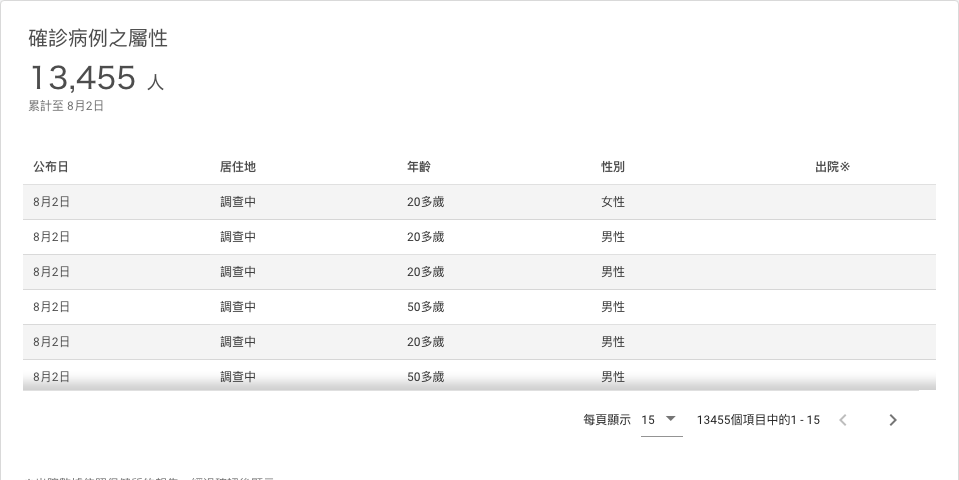 確診病例之屬性
13,455 人
累計至 8月2日
公布日 居住地 年齡 性別 出院※
8月2日 調查中 20多歲 女性
8月2日 調查中 20多歲 男性
8月2日 調查中 20多歲 男性
8月2日 調查中 50多歲 男性
8月2日 調查中 20多歲 男性
8月2日 調查中 50多歲 男性
每頁顯示 15 13455個項目中的1 - 15